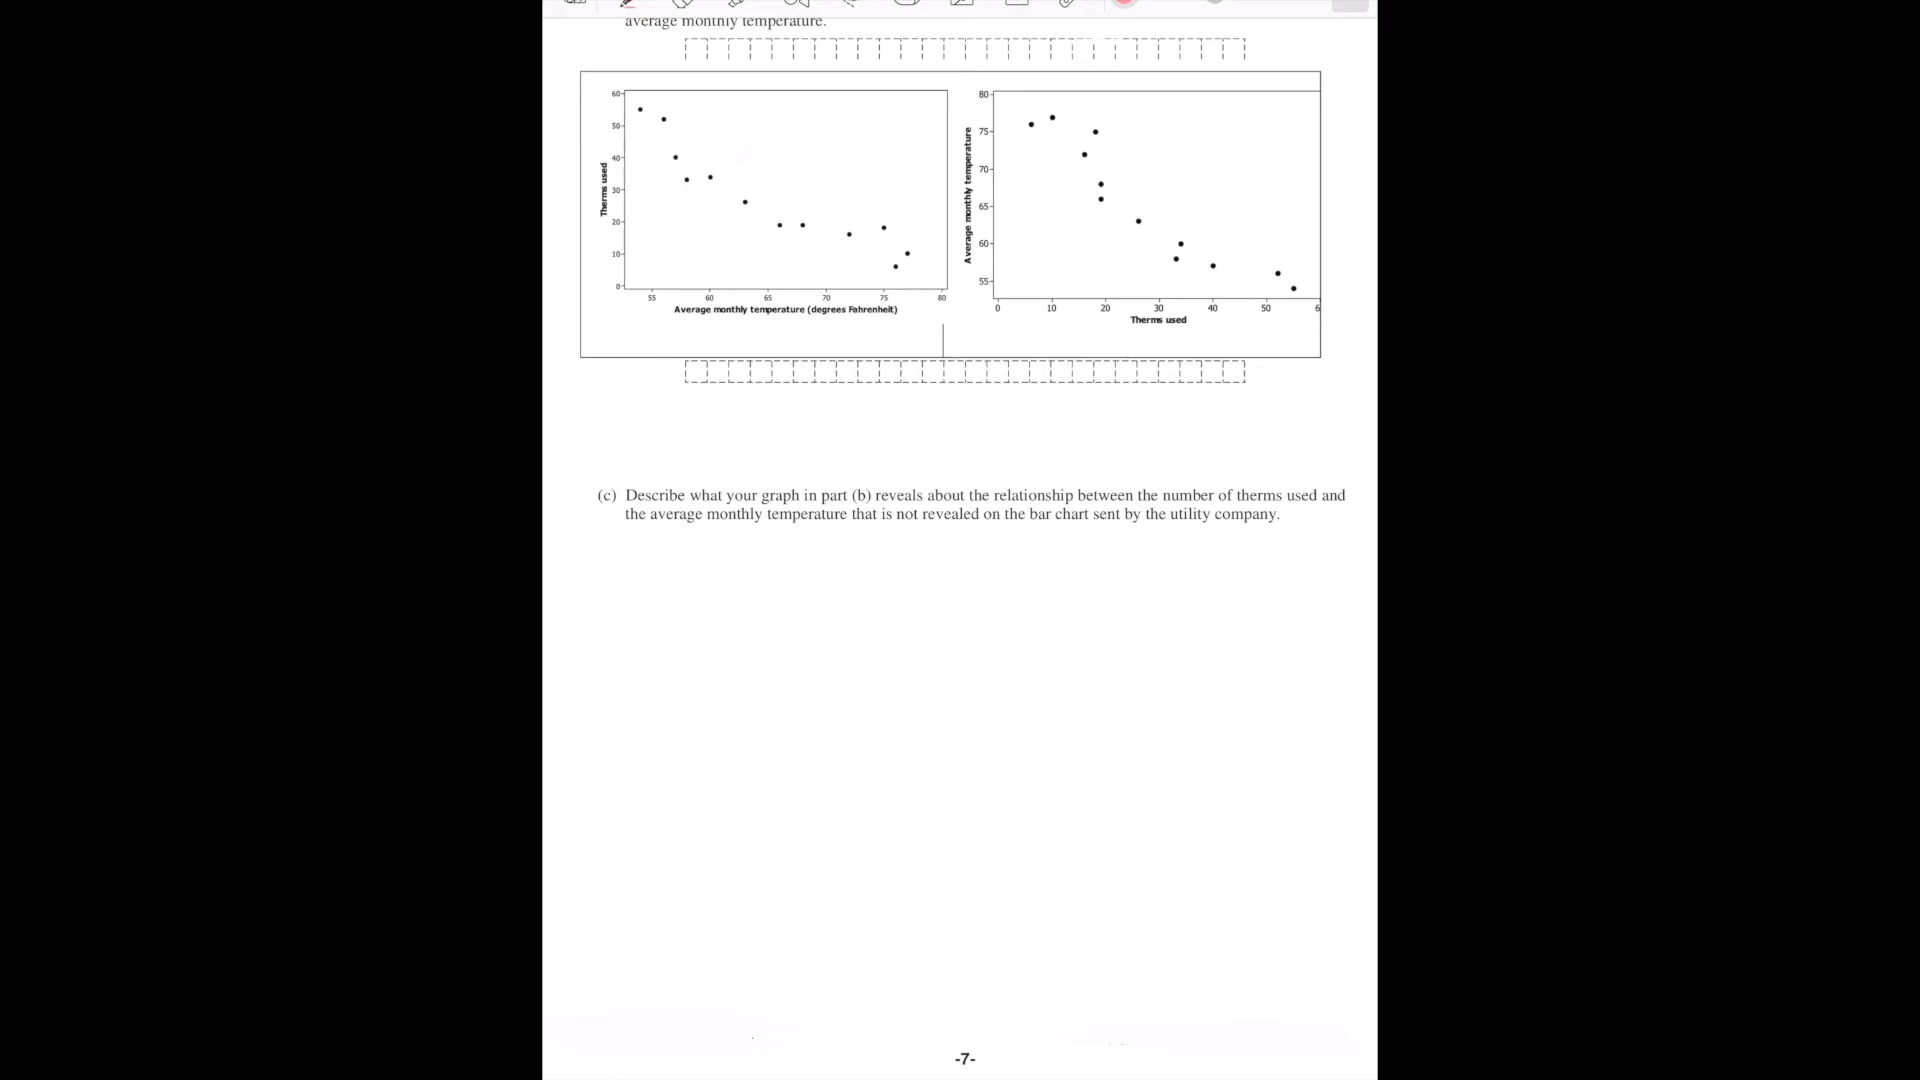 average monthly temperature.
60
50
40
30
20
10
0
Therms used
55 60 65 70 75 80
Average monthly temperature (degrees Fahrenheit)
80
75
70
65
60
55
Average monthly temperature
0 10 20 30 40 50 6
Therms used
(c) Describe what your graph in part (b) reveals about the relationship between the number of therms used and
the average monthly temperature that is not revealed on the bar chart sent by the utility company.
-7-